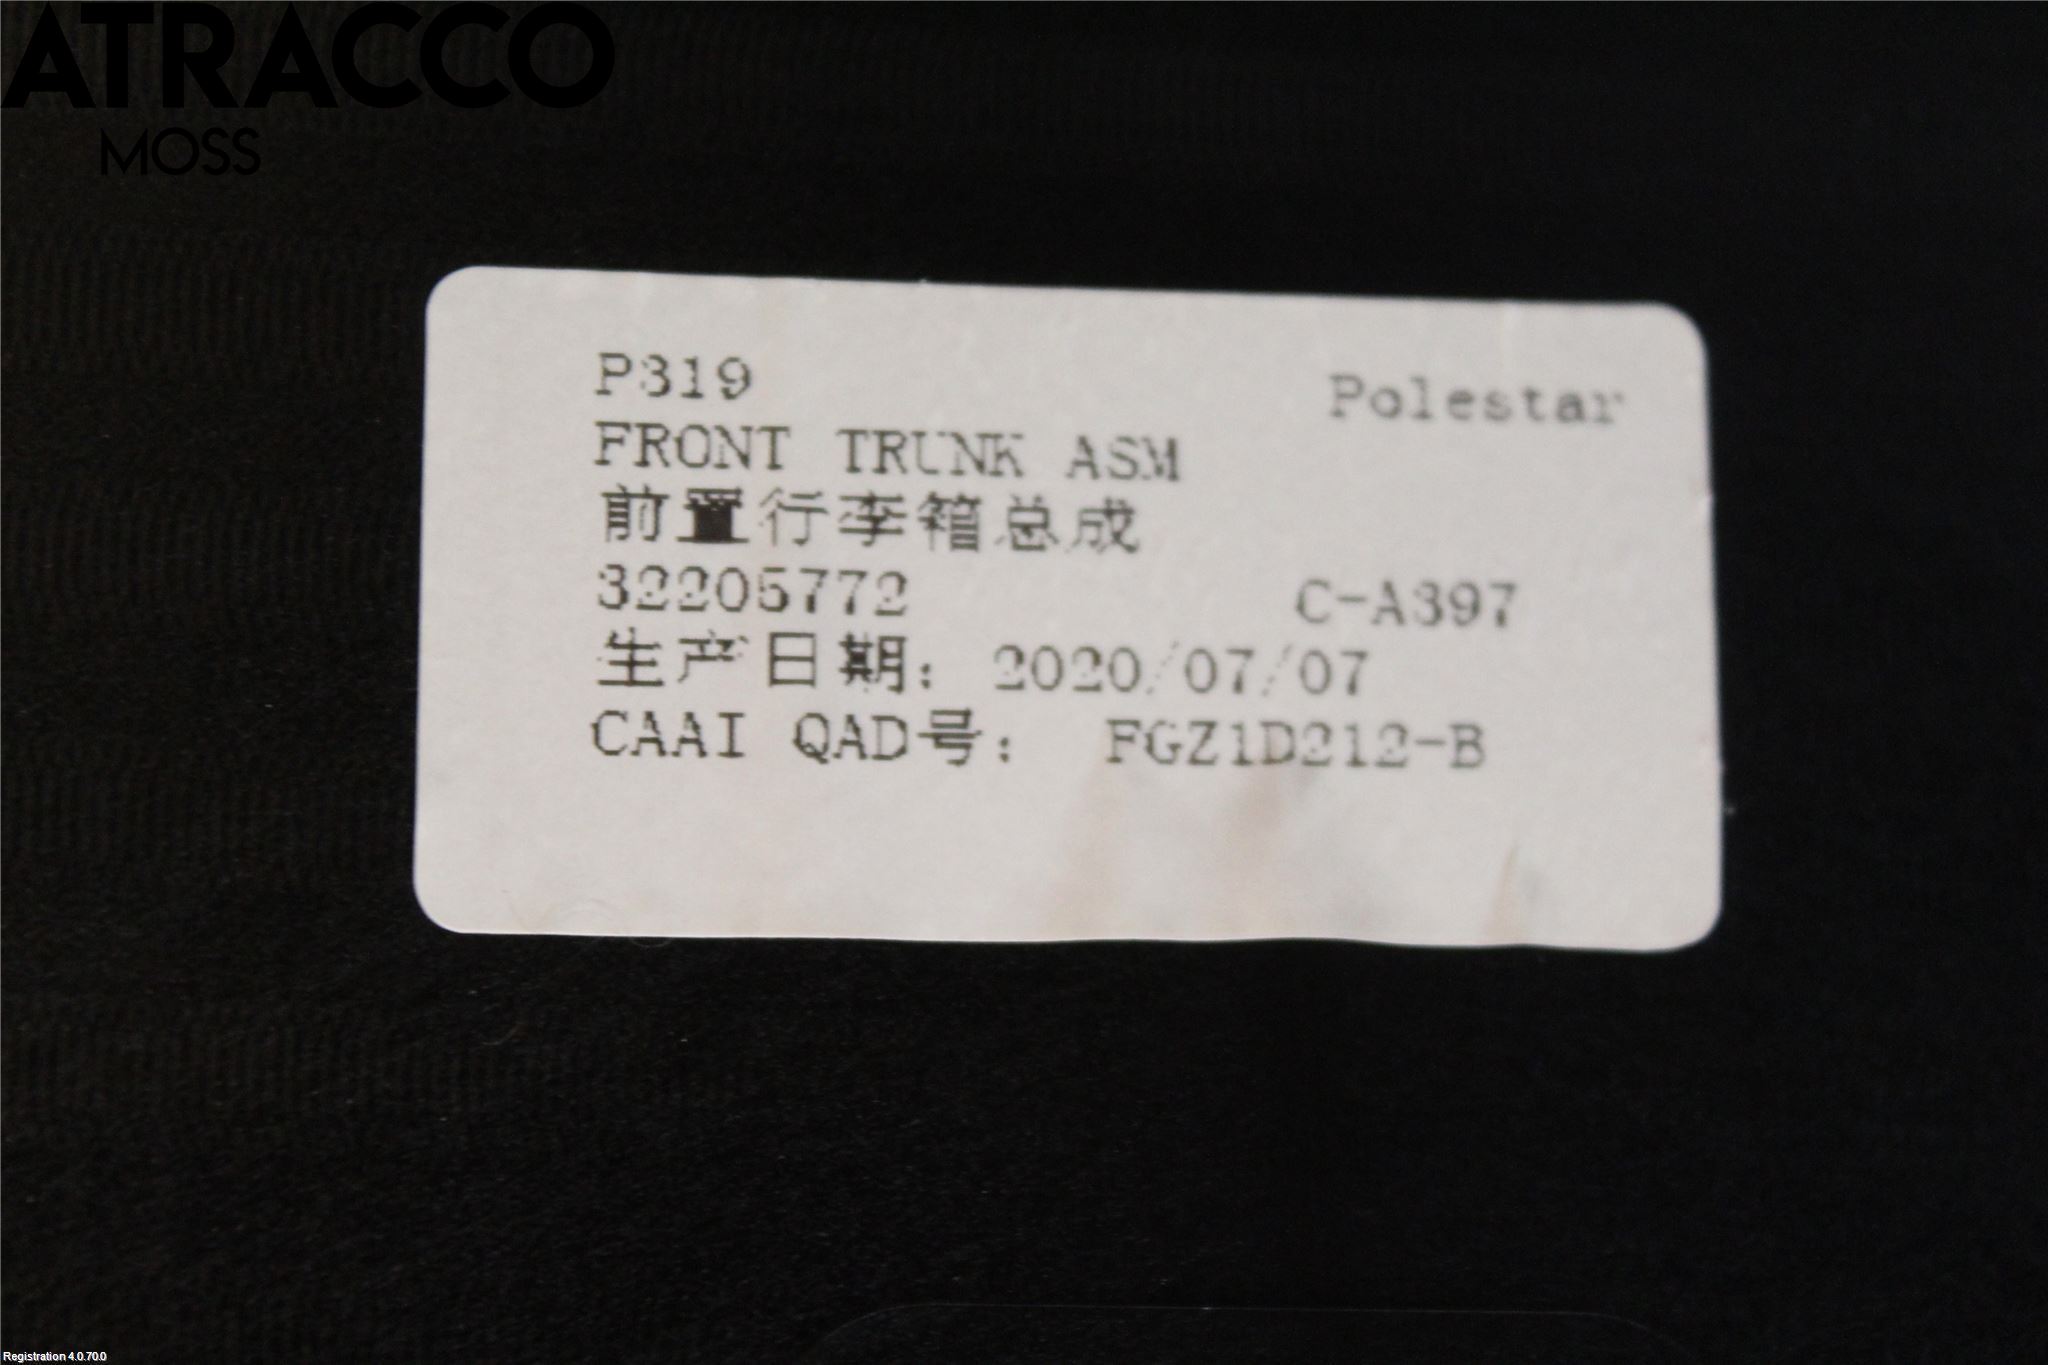 ATRACCO
MOSS
P319 Polestar
FRONT TRUNK ASM
前置行李箱总成
32205772 C-A397
生产日期: 2020/07/07
CAAI QAD号: FGZ1D212-B
Registration 4.0.70.0